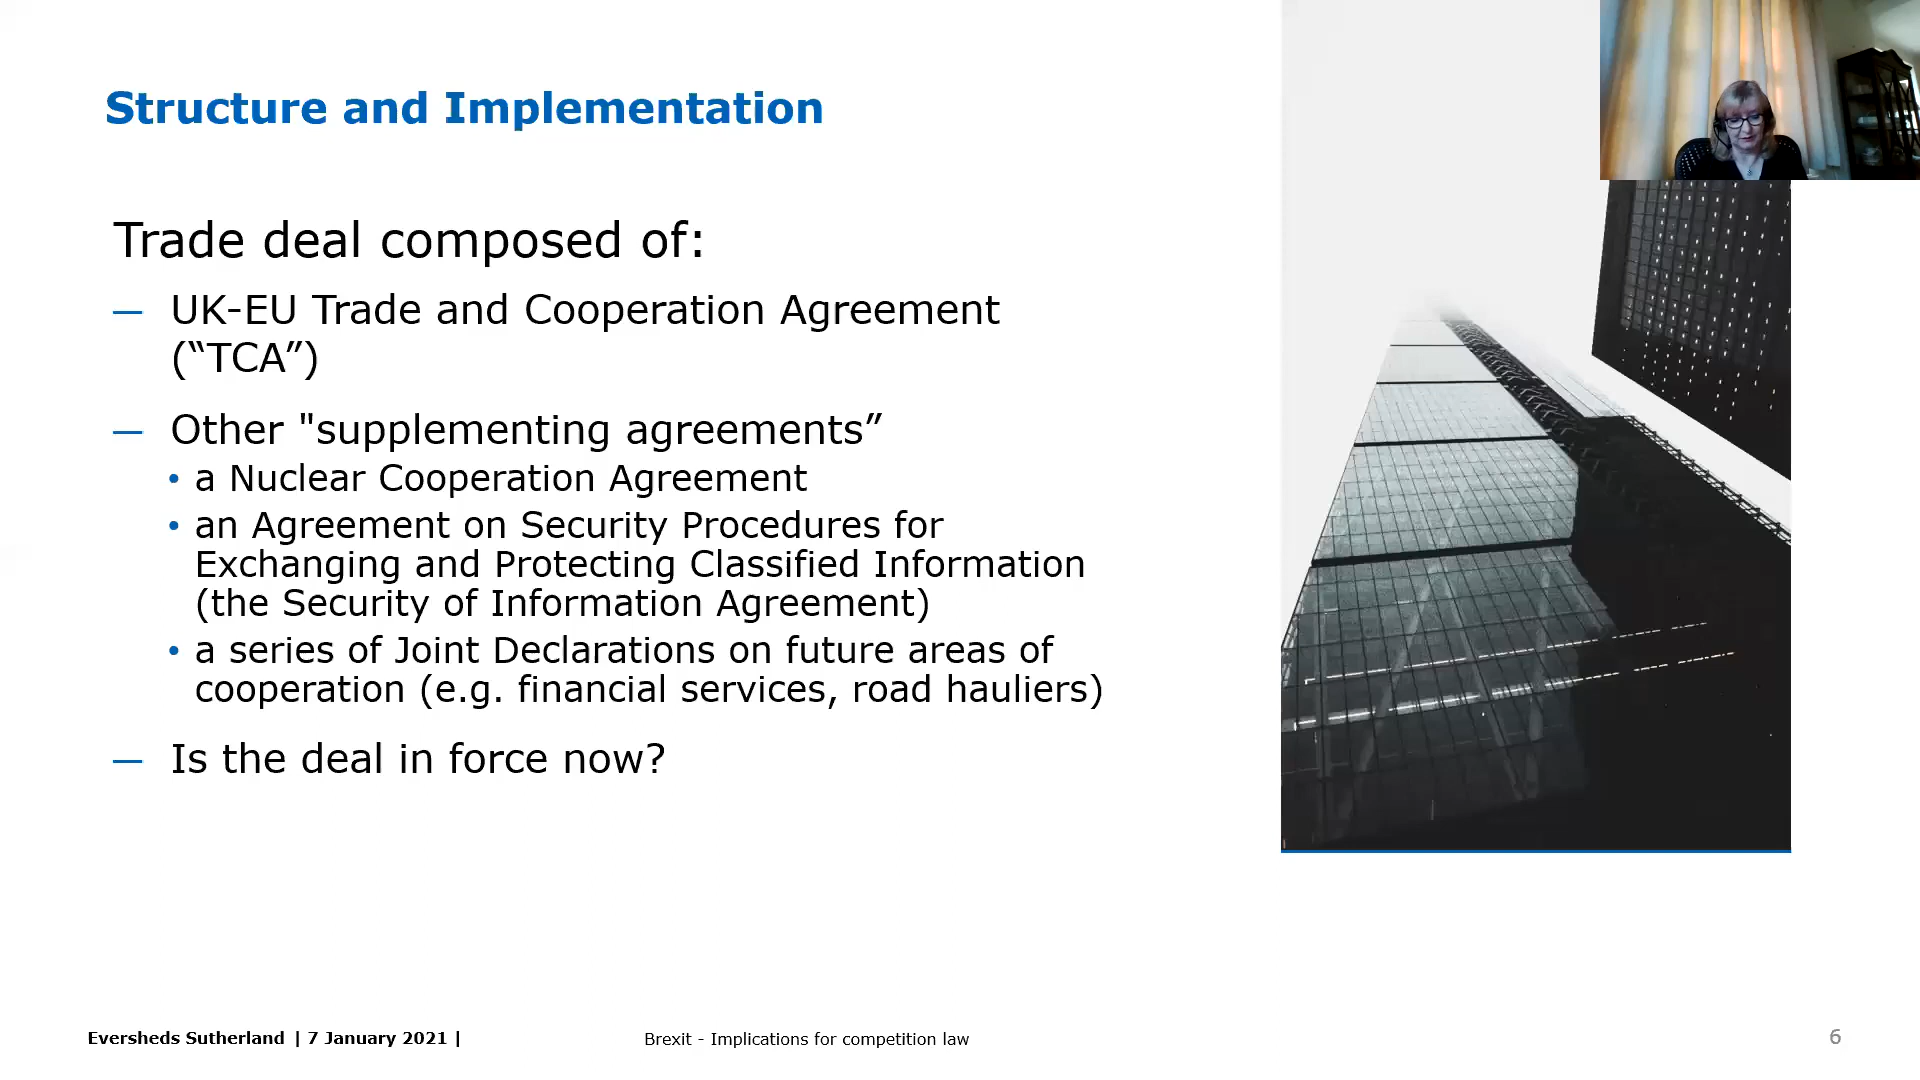 Structure and Implementation
Trade deal composed of:
— UK-EU Trade and Cooperation Agreement
(“TCA”)
— Other "supplementing agreements”
• a Nuclear Cooperation Agreement
• an Agreement on Security Procedures for
Exchanging and Protecting Classified Information
(the Security of Information Agreement)
• a series of Joint Declarations on future areas of
cooperation (e.g. financial services, road hauliers)
— Is the deal in force now?
Eversheds Sutherland | 7 January 2021 |
Brexit - Implications for competition law
6